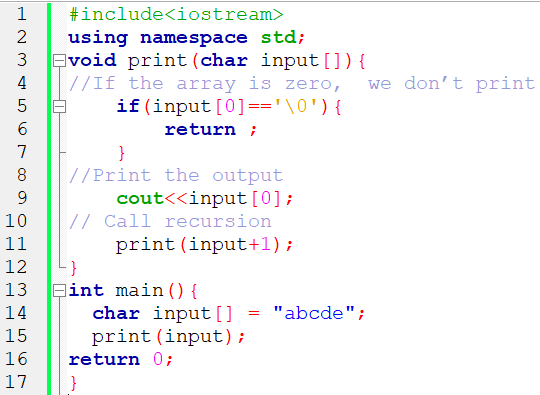 1 #include<iostream>
2 using namespace std;
3 void print(char input[]){
4 //If the array is zero,  we don’t print
5     if(input[0]=='\0'){
6         return ;
7     }
8 //Print the output
9     cout<<input[0];
10 // Call recursion
11     print(input+1);
12 }
13 int main(){
14   char input[] = "abcde";
15   print(input);
16 return 0;
17 }